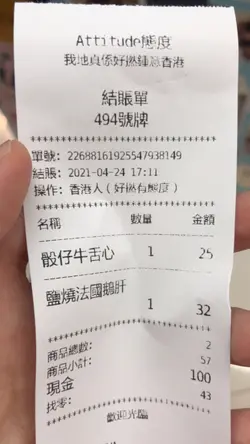 Attitude態度
我地真係好撚鍾意香港
結賬單
494號牌
****************************
單號: 22688161925547938149
結賬: 2021-04-24 17:11
操作: 香港人（好撚有態度）
****************************
名稱 數量 金額
骰仔牛舌心 1 25
鹽燒法國鵝肝
1 32
****************************
商品總數: 2
商品小計: 57
現金 100
找零: 43
****************************
歡迎光臨